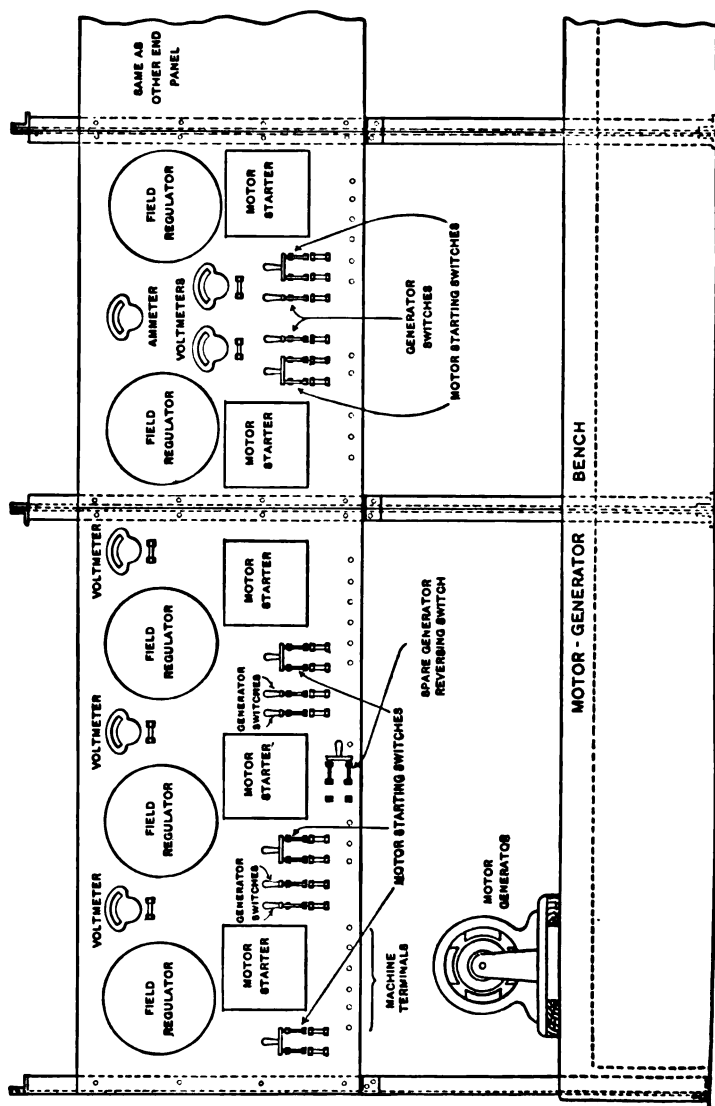 VOLTMETER
VOLTMETER
VOLTMETER
AMMETER
VOLTMETERS
SAME AS
OTHER END
PANEL
FIELD
REGULATOR
FIELD
REGULATOR
FIELD
REGULATOR
FIELD
REGULATOR
FIELD
REGULATOR
MOTOR
STARTER
GENERATOR
SWITCHES
MOTOR
STARTER
GENERATOR
SWITCHES
MOTOR
STARTER
MOTOR
STARTER
MOTOR
STARTER
MACHINE
TERMINALS
MOTOR STARTING SWITCHES
SPARE GENERATOR
REVERSING SWITCH
GENERATOR
SWITCHES
MOTOR STARTING SWITCHES
MOTOR
GENERATOR
MOTOR-GENERATOR BENCH